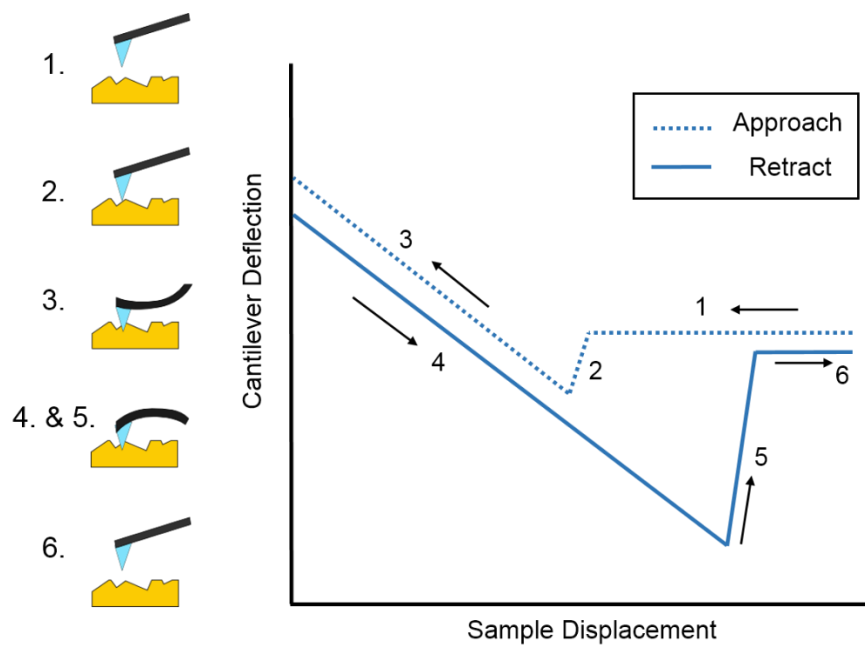 1.
2.
3.
4. & 5.
6.
Cantilever Deflection
Approach
Retract
3
1
4
2
6
5
Sample Displacement